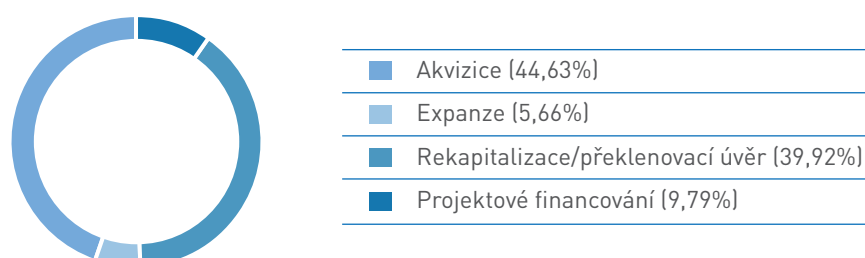 Akvizice (44,63%)
Expanze (5,66%)
Rekapitalizace/překlenovací úvěr (39,92%)
Projektové financování (9,79%)